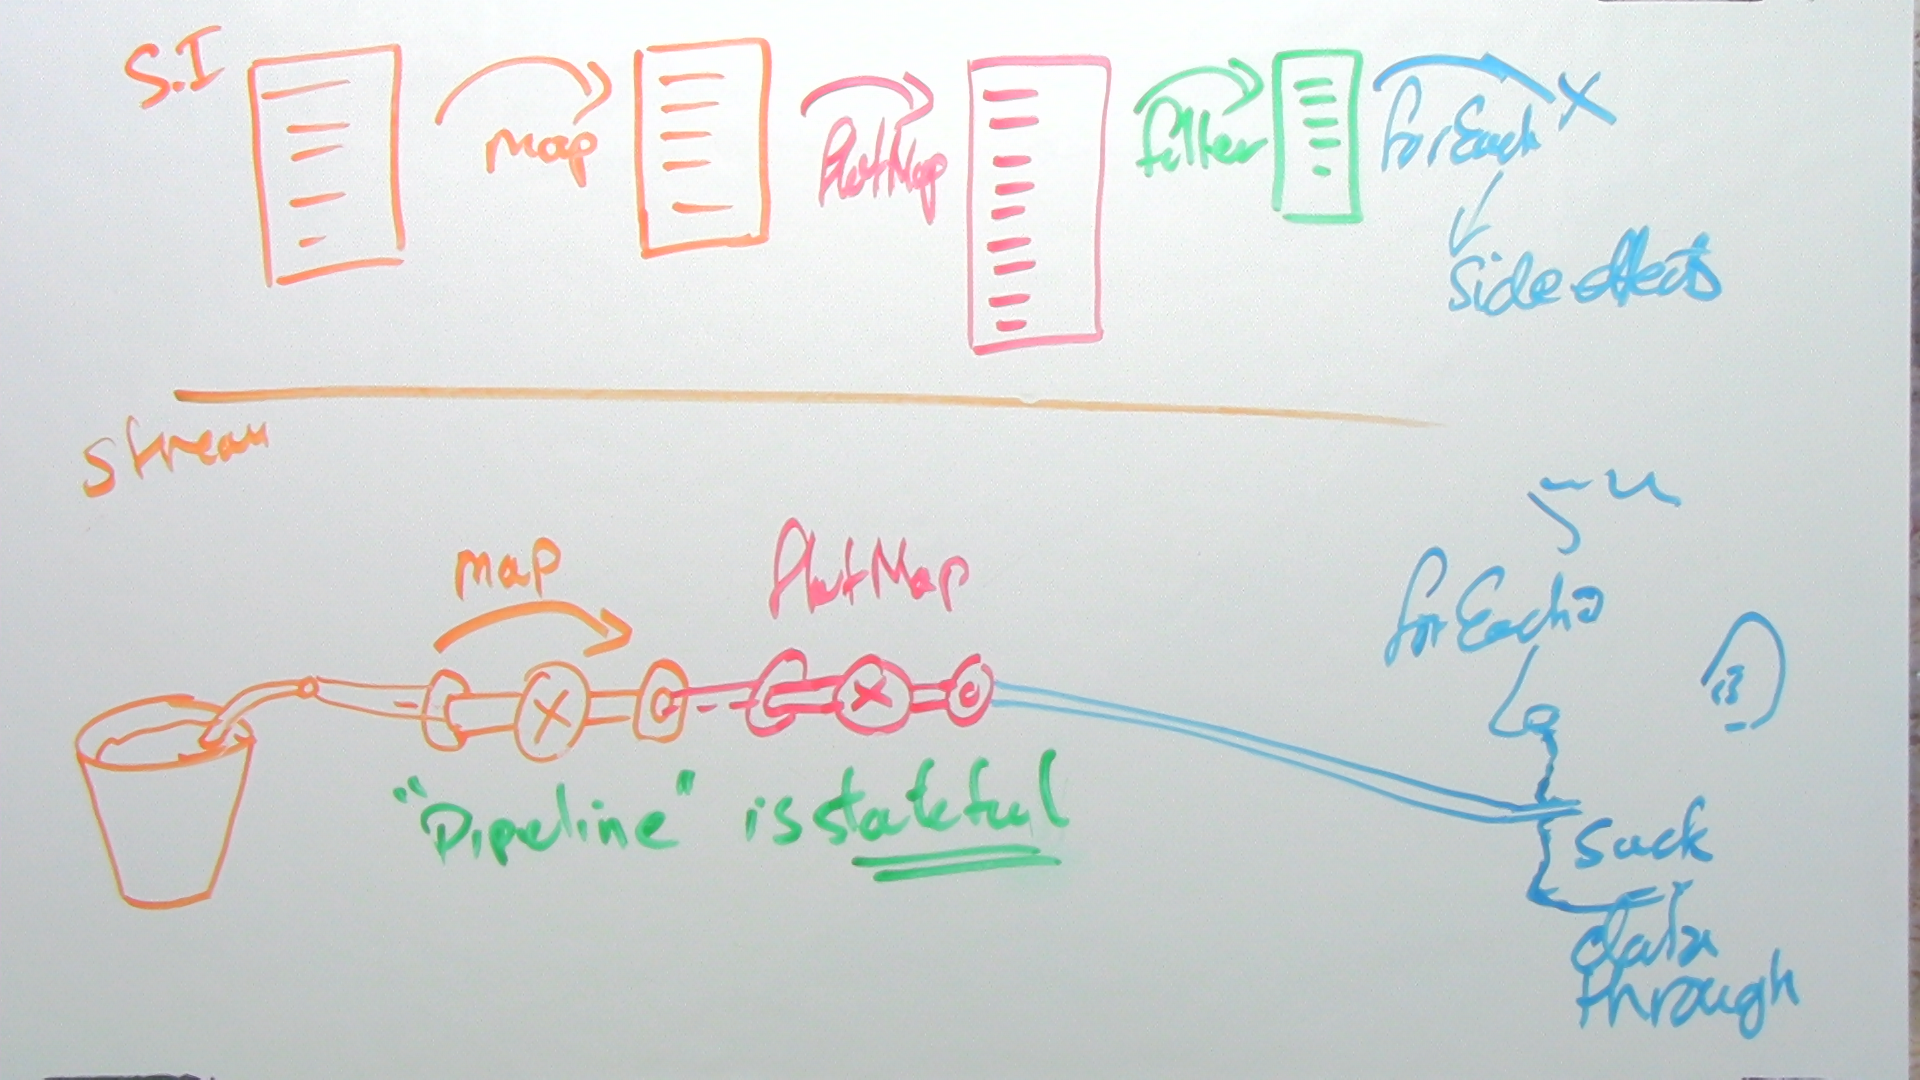 S.I
map
flatMap
filter
forEach
side effects
stream
map
flatMap
forEach
"Pipeline" is stateful
suck
data
through